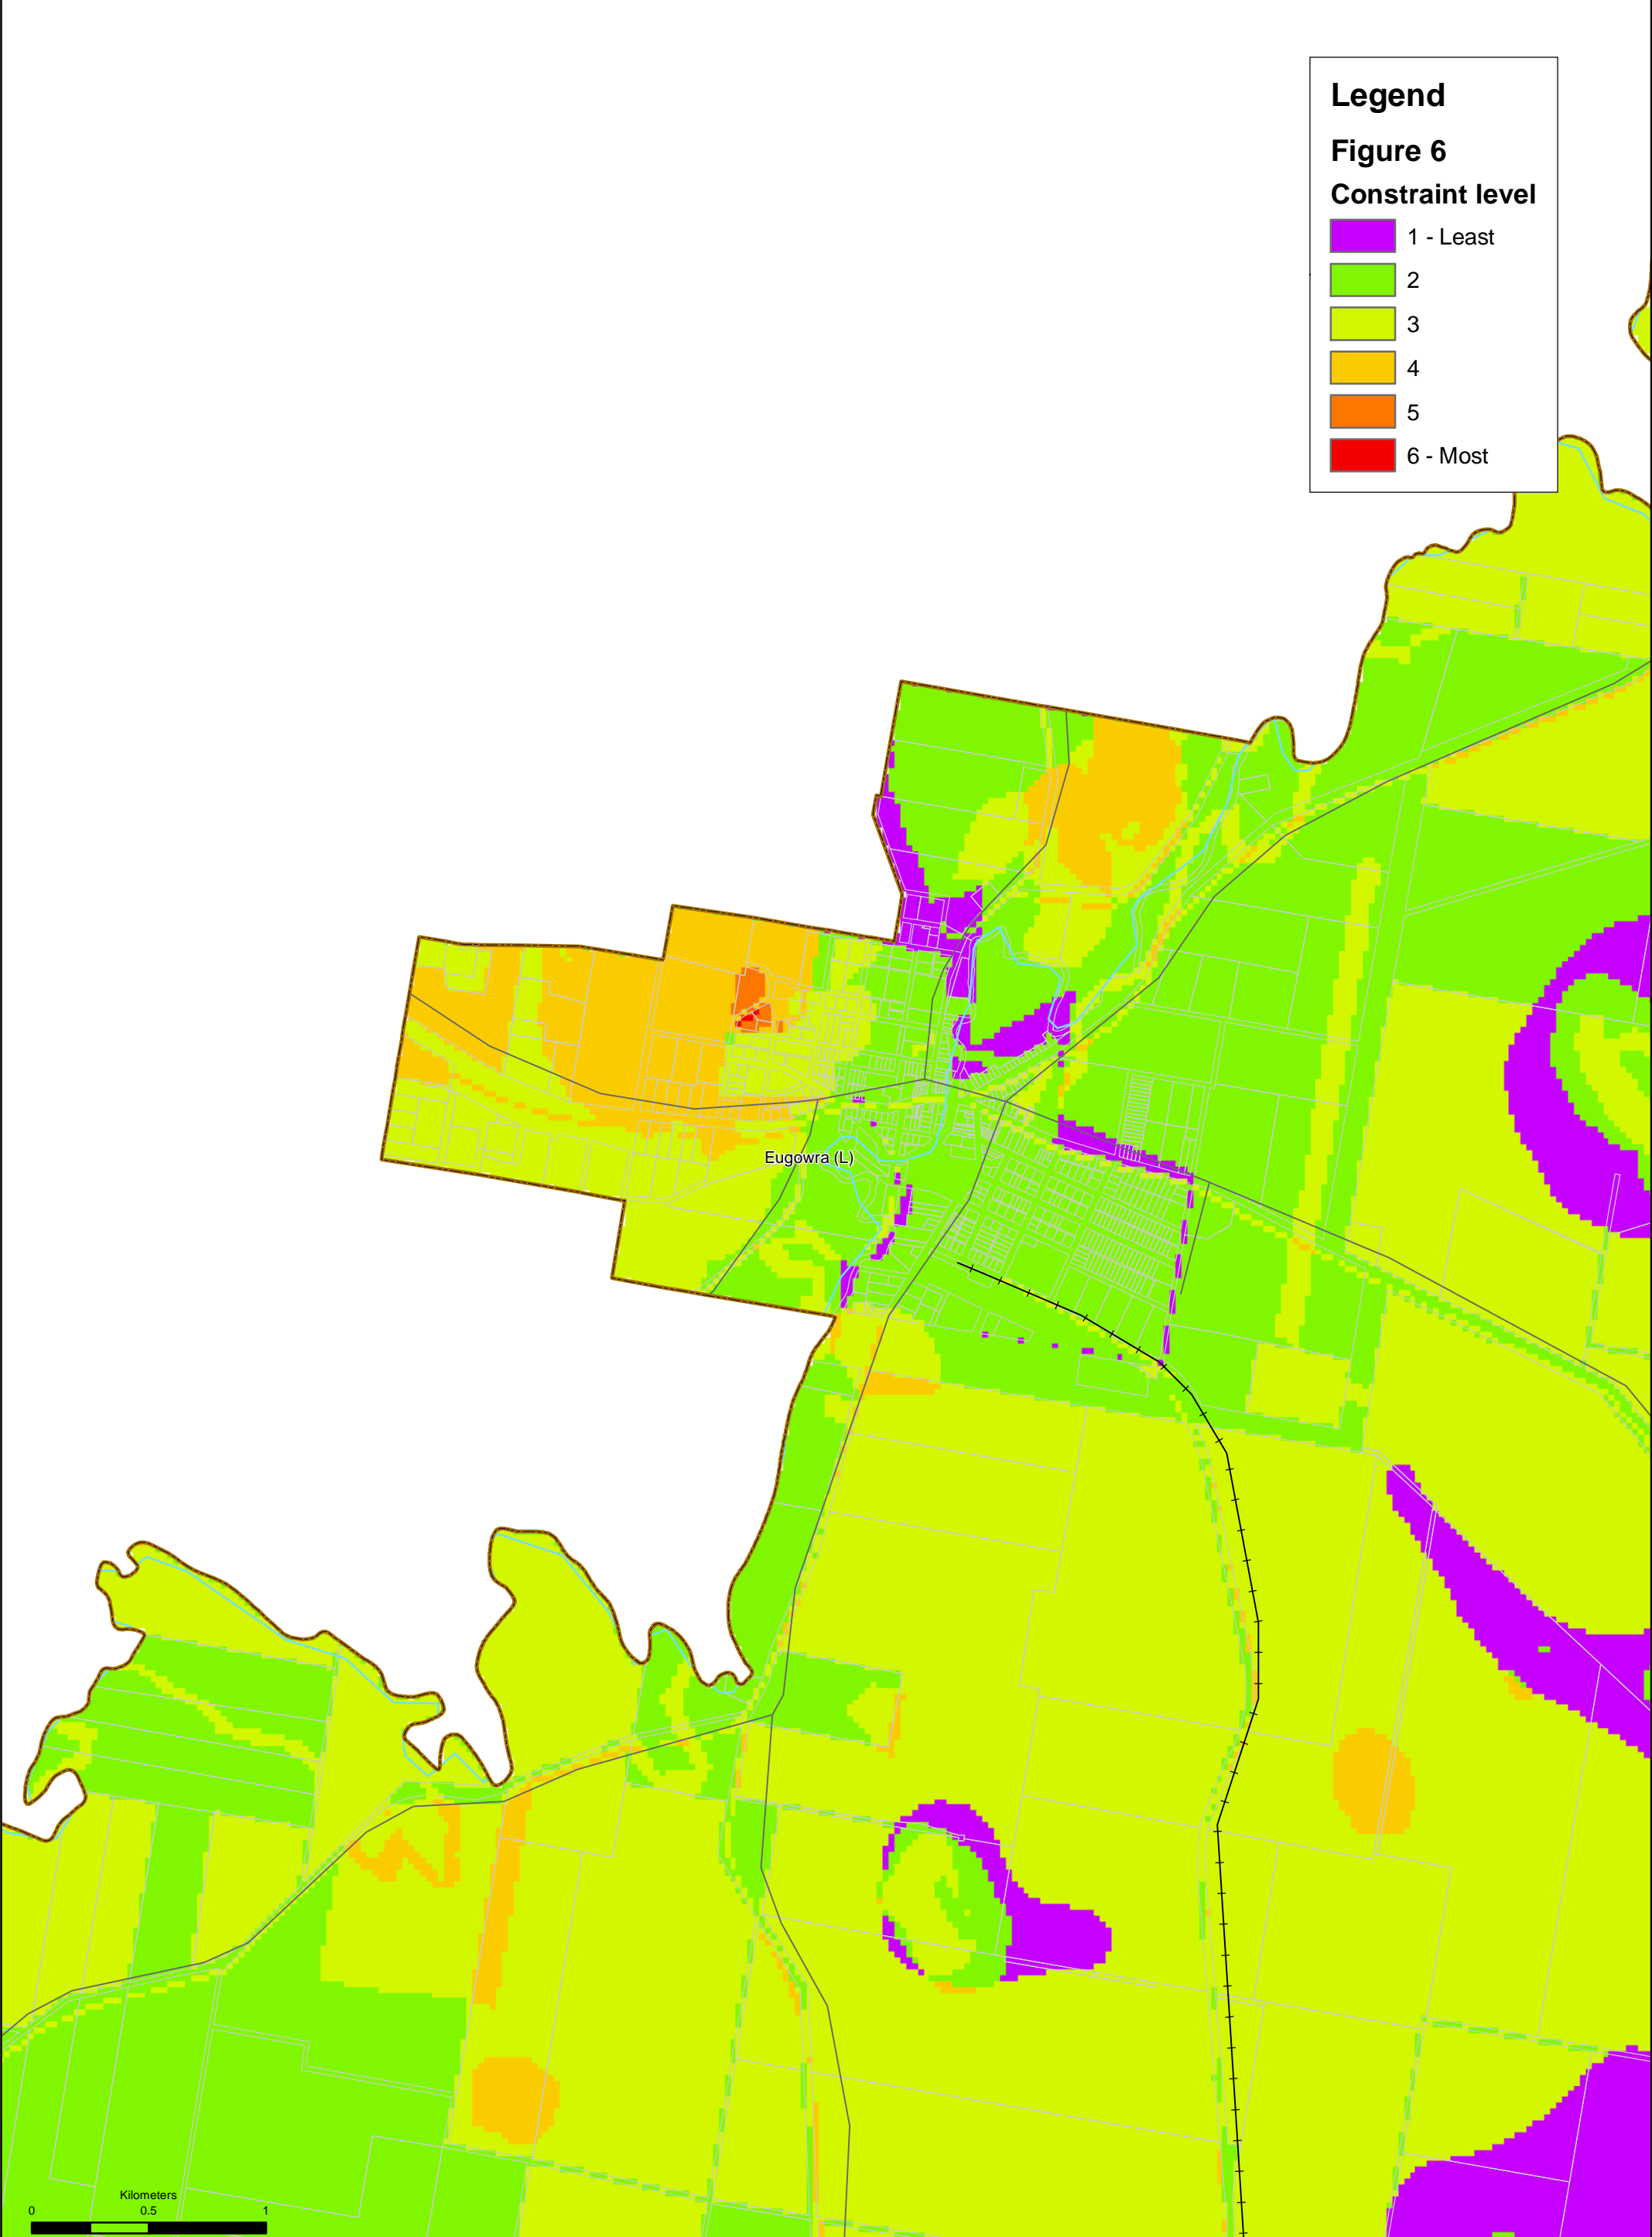 Legend
Figure 6
Constraint level
1 - Least
2
3
4
5
6 - Most
Eugowra (L)
Kilometers
0 0.5 1